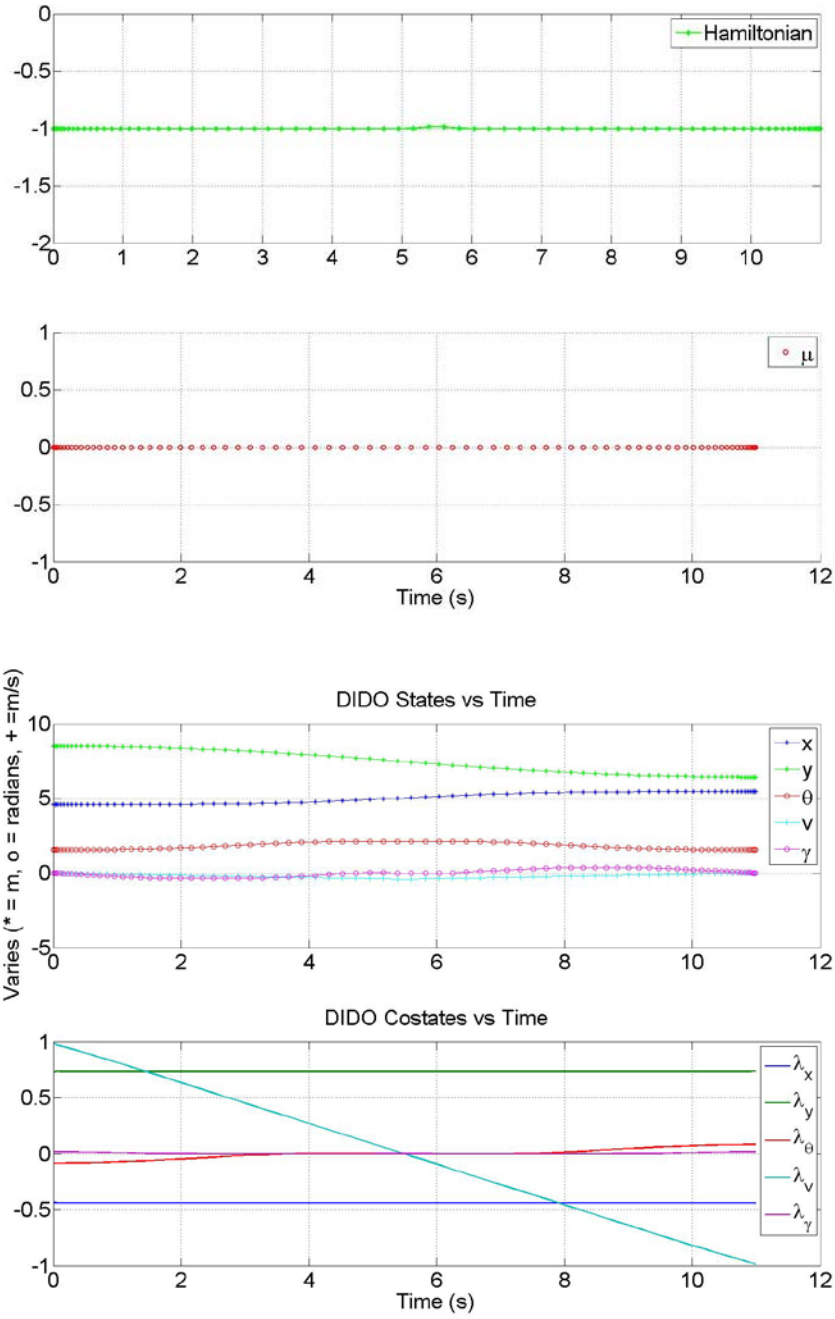 0
-0.5
-1
-1.5
-2
0 1 2 3 4 5 6 7 8 9 10
Hamiltonian
1
0.5
0
-0.5
-1
0 2 4 6 8 10 12
Time (s)
μ
Varies (* = m, o = radians, + =m/s)
DIDO States vs Time
10
5
0
-5
0 2 4 6 8 10 12
x
y
θ
v
γ
DIDO Costates vs Time
1
0.5
0
-0.5
-1
0 2 4 6 8 10 12
Time (s)
λx
λy
λθ
λv
λγ